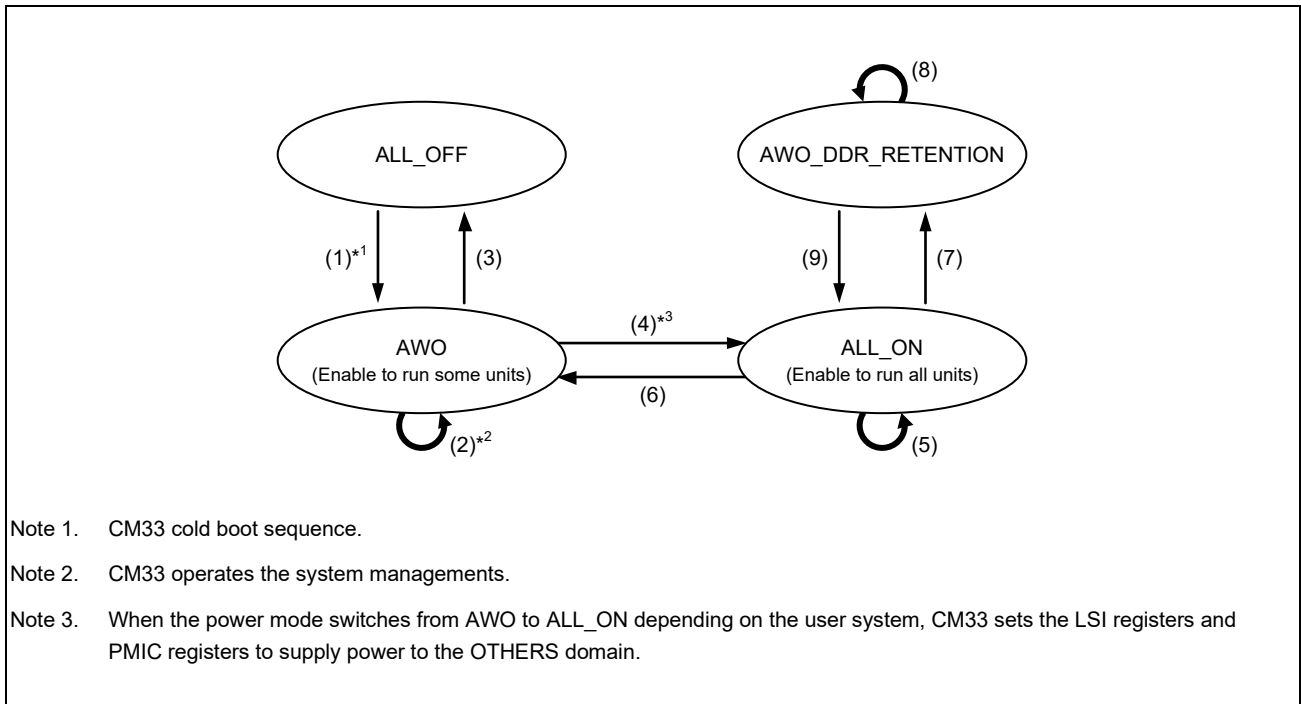 (8)
ALL_OFF
AWO_DDR_RETENTION
(1)*1
(3)
(9)
(7)
(4)*3
AWO
(Enable to run some units)
ALL_ON
(Enable to run all units)
(6)
(2)*2
(5)
Note 1. CM33 cold boot sequence.
Note 2. CM33 operates the system managements.
Note 3. When the power mode switches from AWO to ALL_ON depending on the user system, CM33 sets the LSI registers and
PMIC registers to supply power to the OTHERS domain.